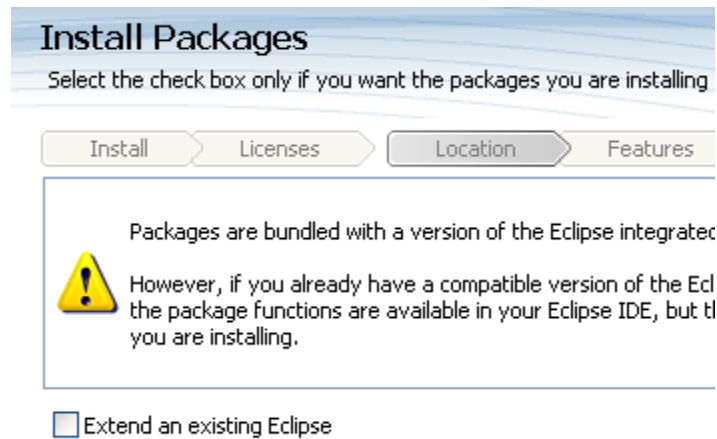 Install Packages
Select the check box only if you want the packages you are installing
Install
Licenses
Location
Features
Packages are bundled with a version of the Eclipse integrated
However, if you already have a compatible version of the Ecl
the package functions are available in your Eclipse IDE, but th
you are installing.
Extend an existing Eclipse